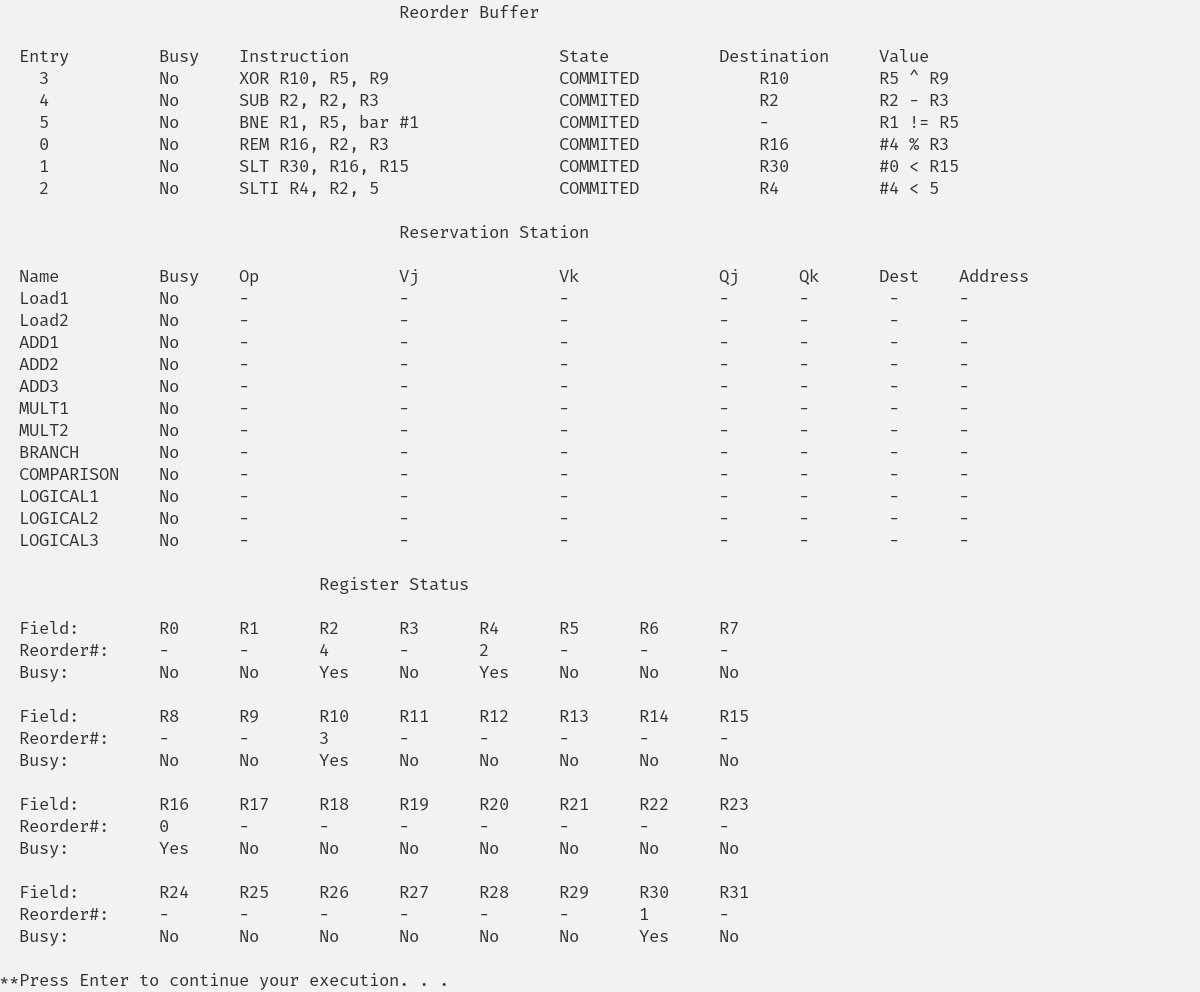 Reorder Buffer
Entry Busy Instruction State Destination Value
3 No XOR R10, R5, R9 COMMITED R10 R5 ^ R9
4 No SUB R2, R2, R3 COMMITED R2 R2 - R3
5 No BNE R1, R5, bar #1 COMMITED - R1 != R5
0 No REM R16, R2, R3 COMMITED R16 #4 % R3
1 No SLT R30, R16, R15 COMMITED R30 #0 < R15
2 No SLTI R4, R2, 5 COMMITED R4 #4 < 5
Reservation Station
Name Busy Op Vj Vk Qj Qk Dest Address
Load1 No - - - - - - -
Load2 No - - - - - - -
ADD1 No - - - - - - -
ADD2 No - - - - - - -
ADD3 No - - - - - - -
MULT1 No - - - - - - -
MULT2 No - - - - - - -
BRANCH No - - - - - - -
COMPARISON No - - - - - - -
LOGICAL1 No - - - - - - -
LOGICAL2 No - - - - - - -
LOGICAL3 No - - - - - - -
Register Status
Field: R0 R1 R2 R3 R4 R5 R6 R7
Reorder#: - - 4 - 2 - - -
Busy: No No Yes No Yes No No No
Field: R8 R9 R10 R11 R12 R13 R14 R15
Reorder#: - - 3 - - - - -
Busy: No No Yes No No No No No
Field: R16 R17 R18 R19 R20 R21 R22 R23
Reorder#: 0 - - - - - - -
Busy: Yes No No No No No No No
Field: R24 R25 R26 R27 R28 R29 R30 R31
Reorder#: - - - - - - 1 -
Busy: No No No No No No Yes No
**Press Enter to continue your execution. . .